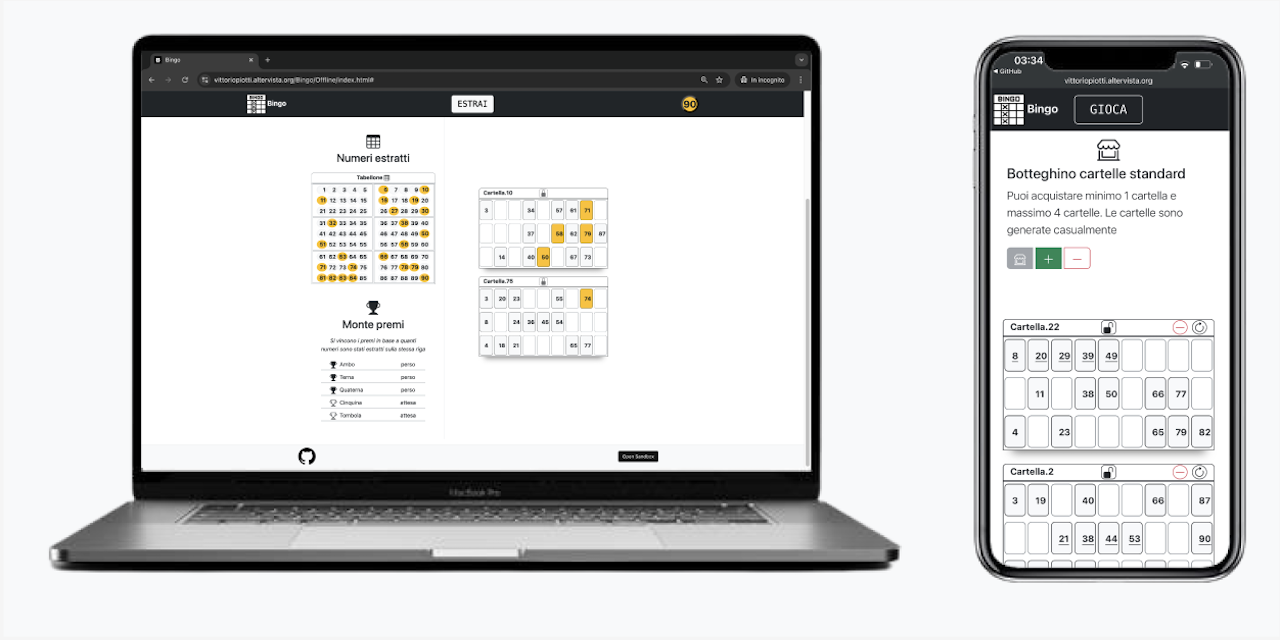 Bingo
vittoriopiotti.altervista.org/Bingo/Offline/index.html#
In incognito
BINGO
Bingo
ESTRAI
90
Numeri estratti
Tabellone
1 2 3 4 5 6 7 8 9 10
11 12 13 14 15 16 17 18 19 20
21 22 23 24 25 26 27 28 29 30
31 32 33 34 35 36 37 38 39 40
41 42 43 44 45 46 47 48 49 50
51 52 53 54 55 56 57 58 59 60
61 62 63 64 65 66 67 68 69 70
71 72 73 74 75 76 77 78 79 80
81 82 83 84 85 86 87 88 89 90
Monte premi
Si vincono i premi in base a quanti
numeri sono stati estratti sulla stessa riga
Ambo perso
Terna perso
Quaterna perso
Cinquina attesa
Tombola attesa
Cartella.10
3 34 57 61 71
37 58 62 79 87
14 40 50 67 73
Cartella.75
3 20 23 55 74
8 24 36 45 54
4 18 21 65 77
Open Sandbox
MacBook Pro
03:34
GitHub
vittoriopiotti.altervista.org
BINGO
Bingo
GIOCA
Botteghino cartelle standard
Puoi acquistare minimo 1 cartella e
massimo 4 cartelle. Le cartelle sono
generate casualmente
Cartella.22
8 20 29 39 49
11 38 50 66 77
4 23 65 79 82
Cartella.2
3 19 40 66 87
21 38 44 53 90